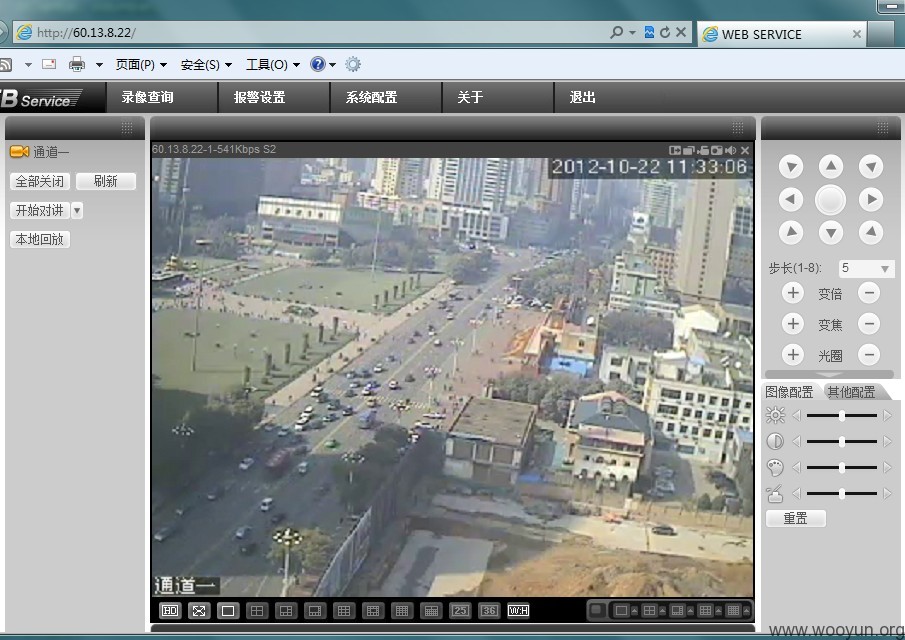 http://60.13.8.22/
WEB SERVICE
页面(P)
安全(S)
工具(O)
Service
录像查询
报警设置
系统配置
关于
退出
通道一
全部关闭
刷新
开始对讲
本地回放
60.13.8.22-1-541Kbps S2
2012-10-22 11:33:06
通道一
HD
25
36
W:H
步长(1-8):
5
变倍
变焦
光圈
图像配置
其他配置
重置
www.wooyun.org